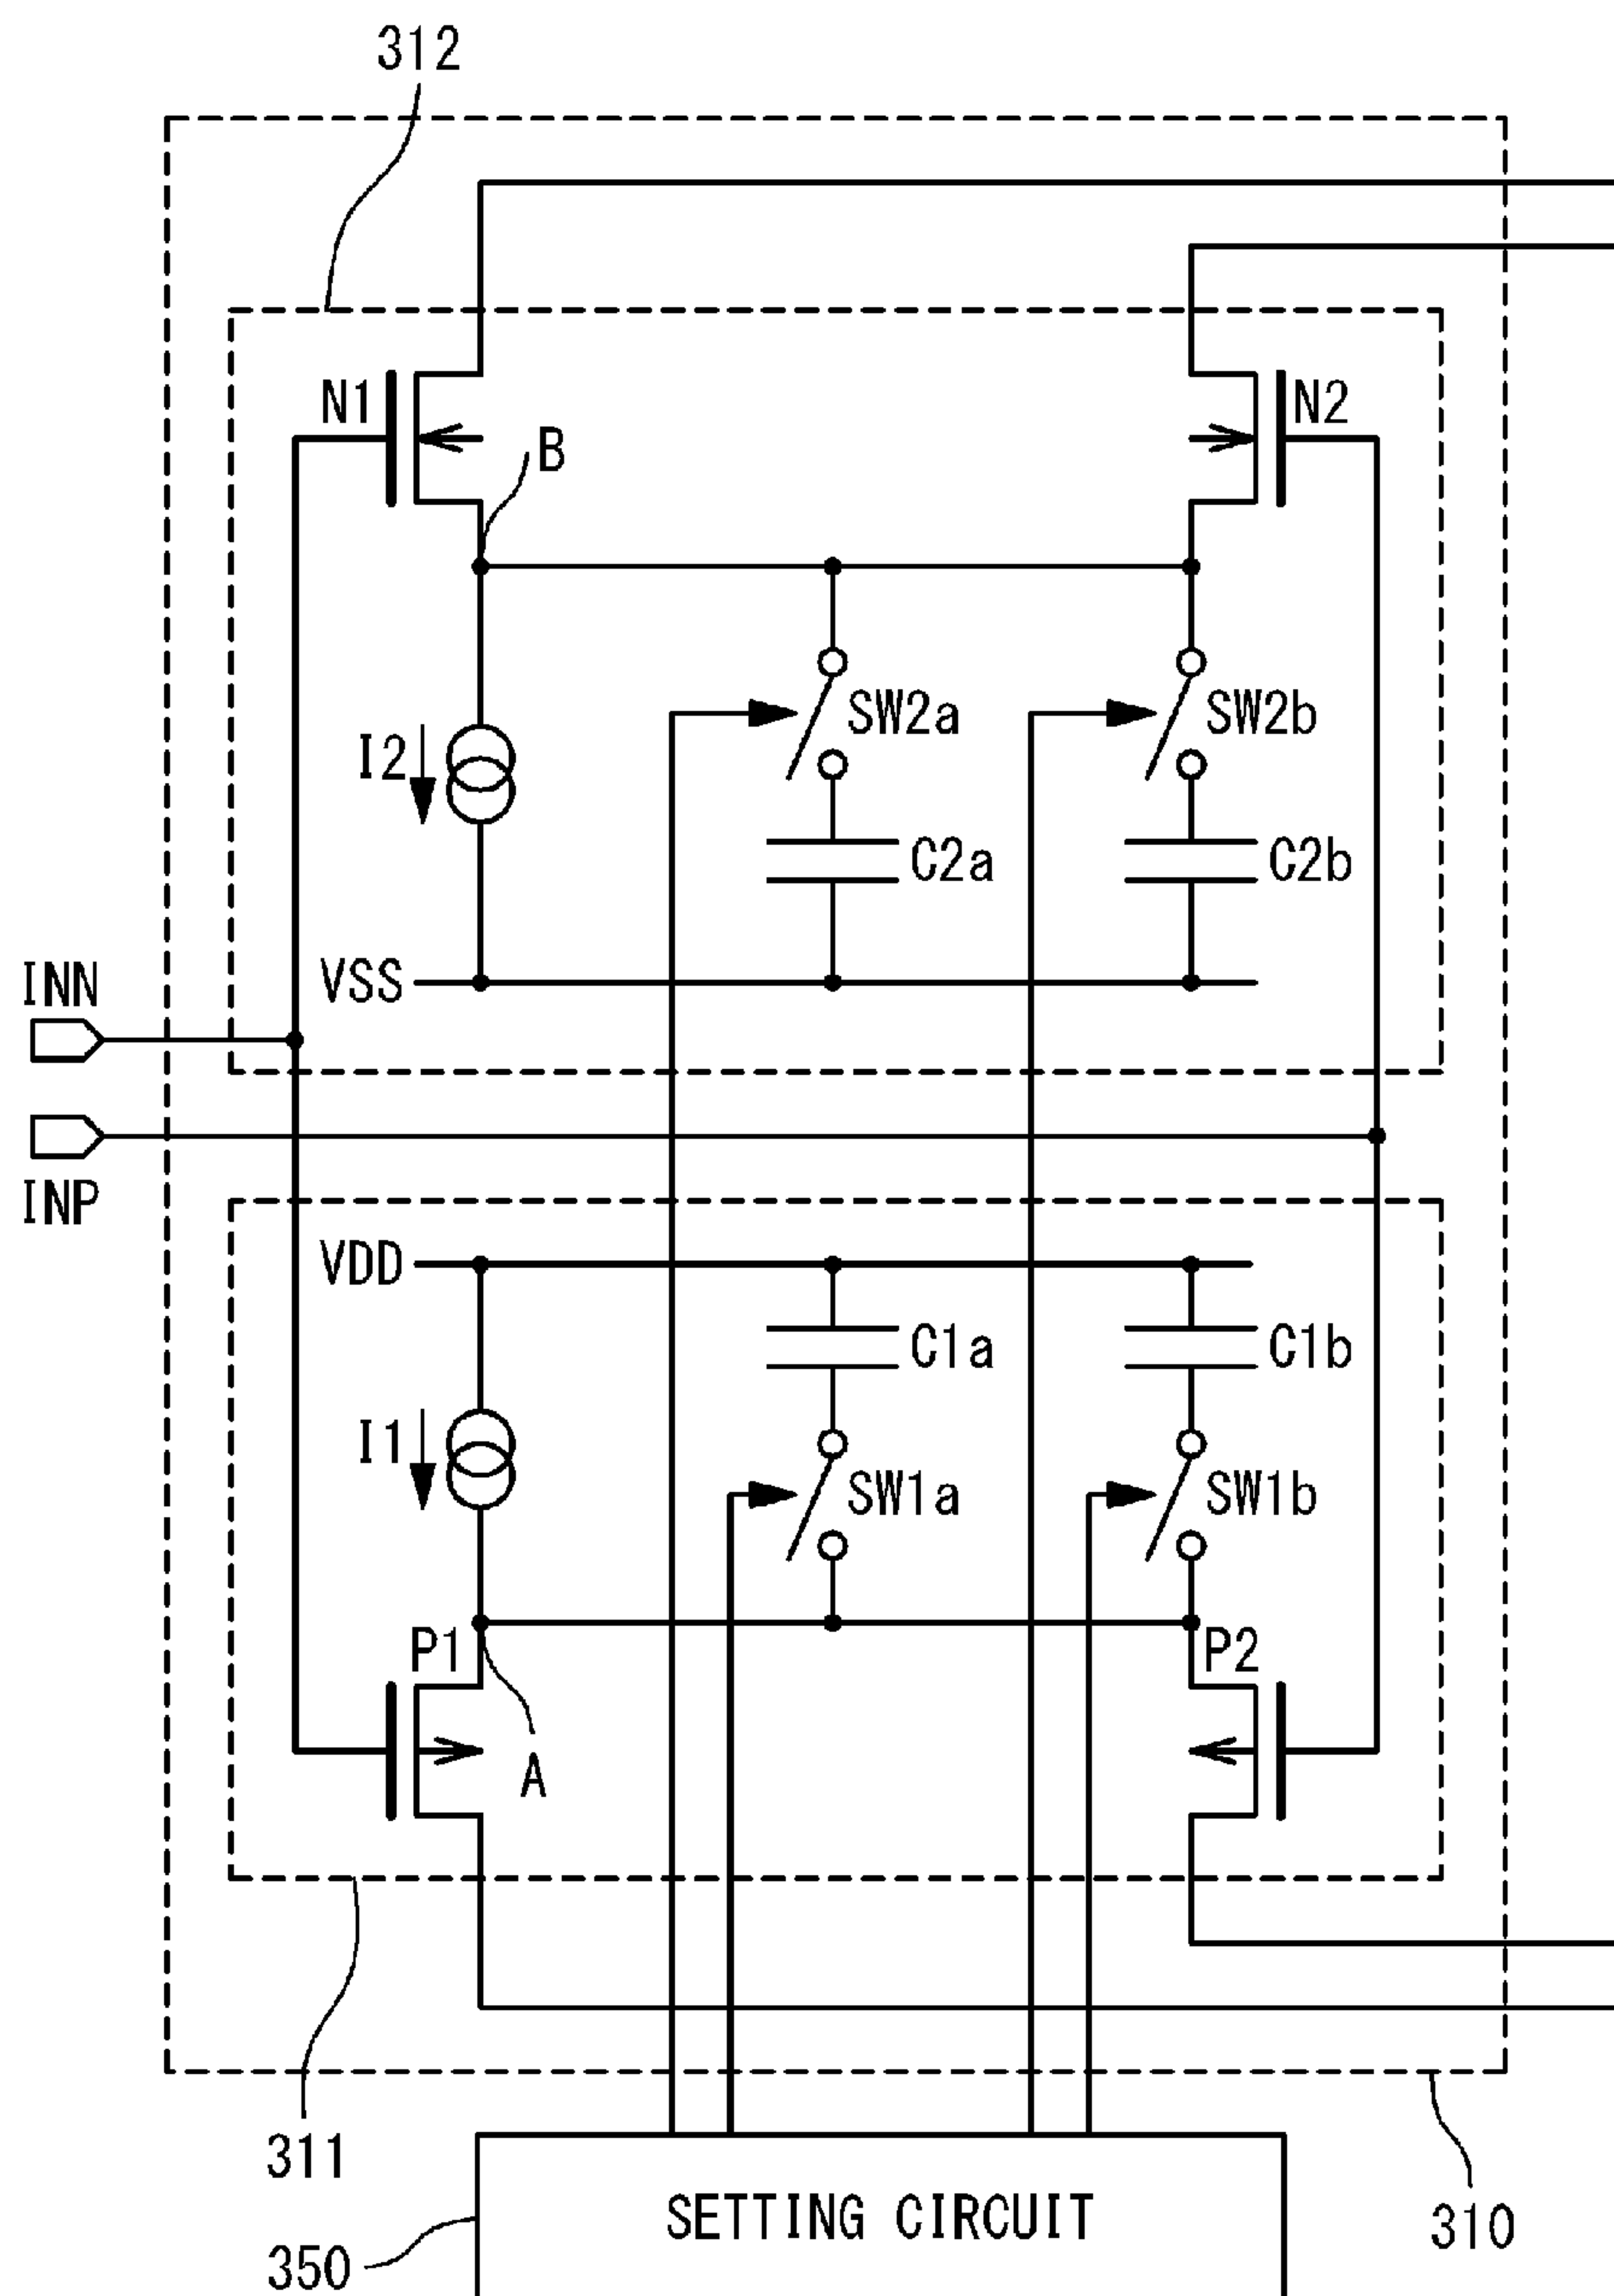 312
N1
N2
B
SW2a
SW2b
I2
C2a
C2b
INN
VSS
INP
VDD
C1a
C1b
I1
SW1a
SW1b
P1
P2
A
311
SETTING CIRCUIT
310
350